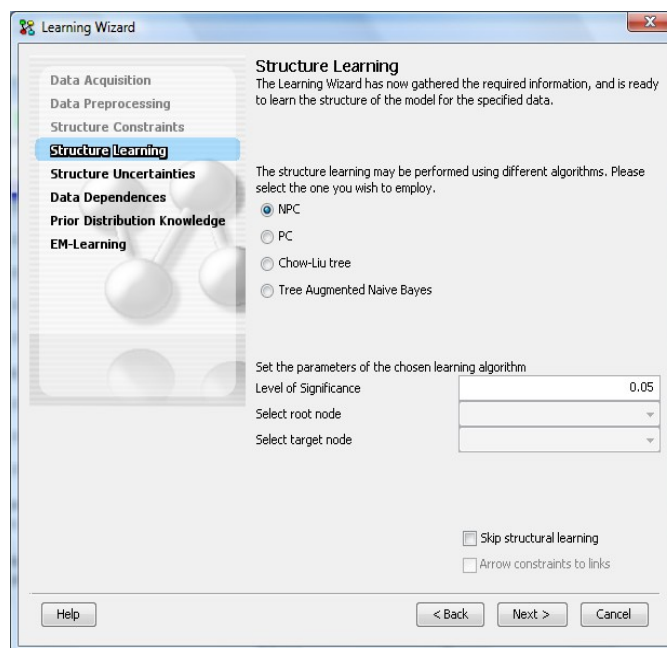 Learning Wizard
Data Acquisition
Data Preprocessing
Structure Constraints
Structure Learning
Structure Uncertainties
Data Dependences
Prior Distribution Knowledge
EM-Learning
Structure Learning
The Learning Wizard has now gathered the required information, and is ready
to learn the structure of the model for the specified data.
The structure learning may be performed using different algorithms. Please
select the one you wish to employ.
NPC
PC
Chow-Liu tree
Tree Augmented Naive Bayes
Set the parameters of the chosen learning algorithm
Level of Significance 0.05
Select root node
Select target node
Skip structural learning
Arrow constraints to links
Help < Back Next > Cancel